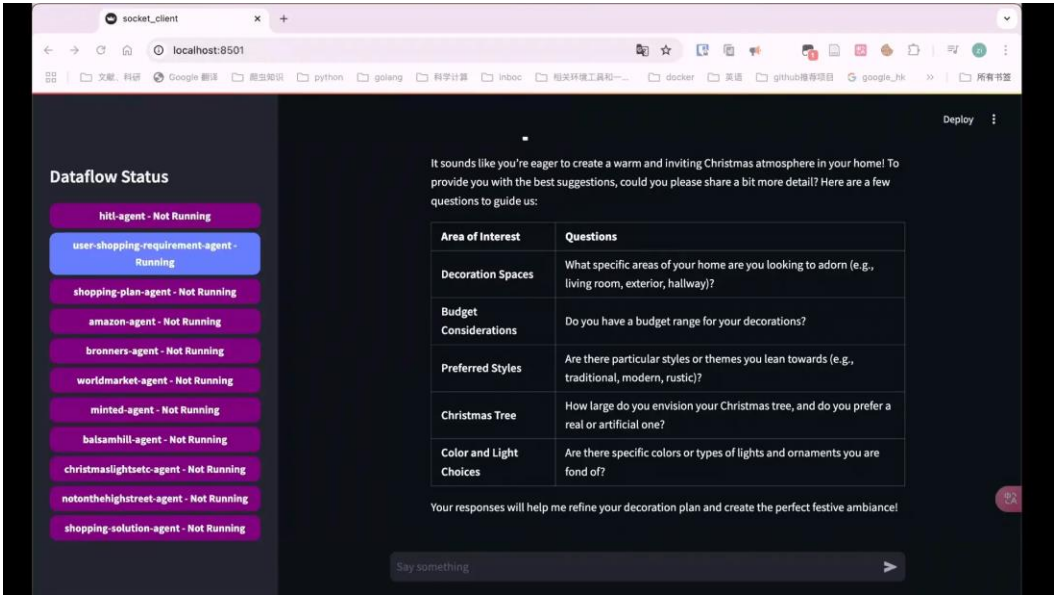 socket_client
localhost:8501
文献、科研
Google 翻译
爬虫知识
python
golang
科学计算
inboc
相关环境工具和一...
docker
英语
github推荐项目
google_hk
所有书签
Deploy
Dataflow Status
hitl-agent - Not Running
user-shopping-requirement-agent -
Running
shopping-plan-agent - Not Running
amazon-agent - Not Running
bronners-agent - Not Running
worldmarket-agent - Not Running
minted-agent - Not Running
balsamhill-agent - Not Running
christmaslightsetc-agent - Not Running
notonthehighstreet-agent - Not Running
shopping-solution-agent - Not Running
It sounds like you're eager to create a warm and inviting Christmas atmosphere in your home! To
provide you with the best suggestions, could you please share a bit more detail? Here are a few
questions to guide us:
Area of Interest Questions
Decoration Spaces
What specific areas of your home are you looking to adorn (e.g.,
living room, exterior, hallway)?
Budget
Considerations
Do you have a budget range for your decorations?
Preferred Styles
Are there particular styles or themes you lean towards (e.g.,
traditional, modern, rustic)?
Christmas Tree
How large do you envision your Christmas tree, and do you prefer a
real or artificial one?
Color and Light
Choices
Are there specific colors or types of lights and ornaments you are
fond of?
Your responses will help me refine your decoration plan and create the perfect festive ambiance!
Say something